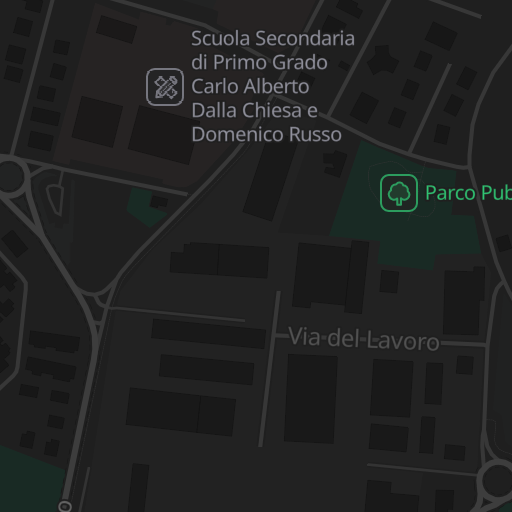 Scuola Secondaria
di Primo Grado
Carlo Alberto
Dalla Chiesa e
Domenico Russo
Parco Pub
Via del Lavoro